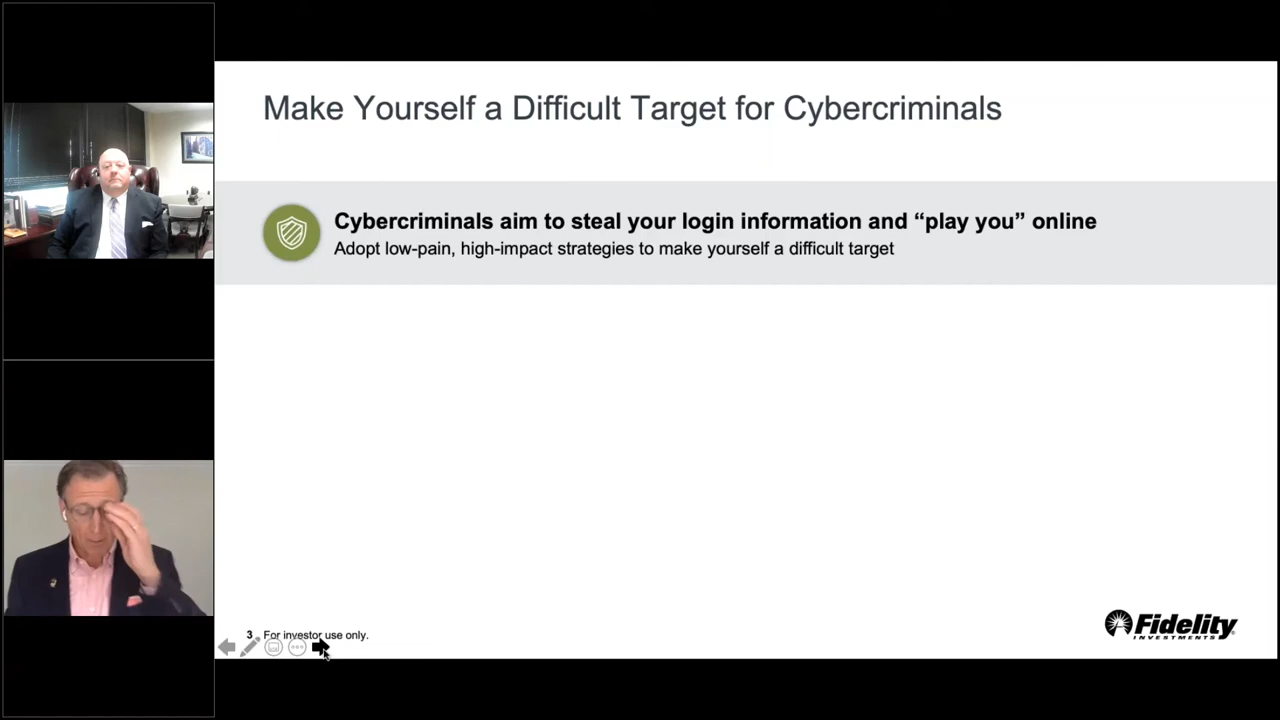 Make Yourself a Difficult Target for Cybercriminals
Cybercriminals aim to steal your login information and “play you” online
Adopt low-pain, high-impact strategies to make yourself a difficult target
3 For investor use only.
Fidelity
INVESTMENTS